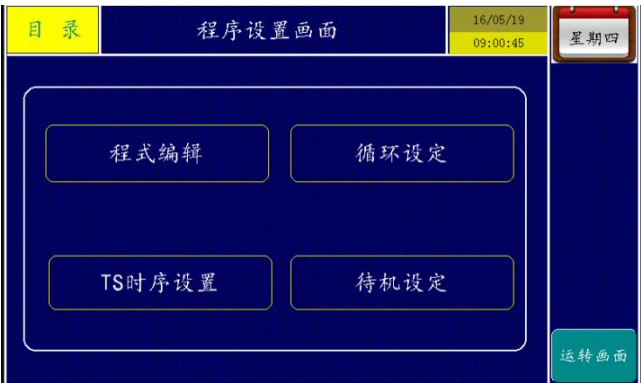 目 录
程序设置画面
16/05/19
09:00:45
星期四
程式编辑
循环设定
TS时序设置
待机设定
运转画面